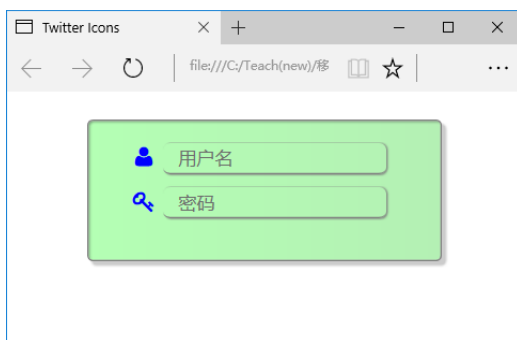 Twitter Icons
file:///C:/Teach(new)/移
用户名
密码